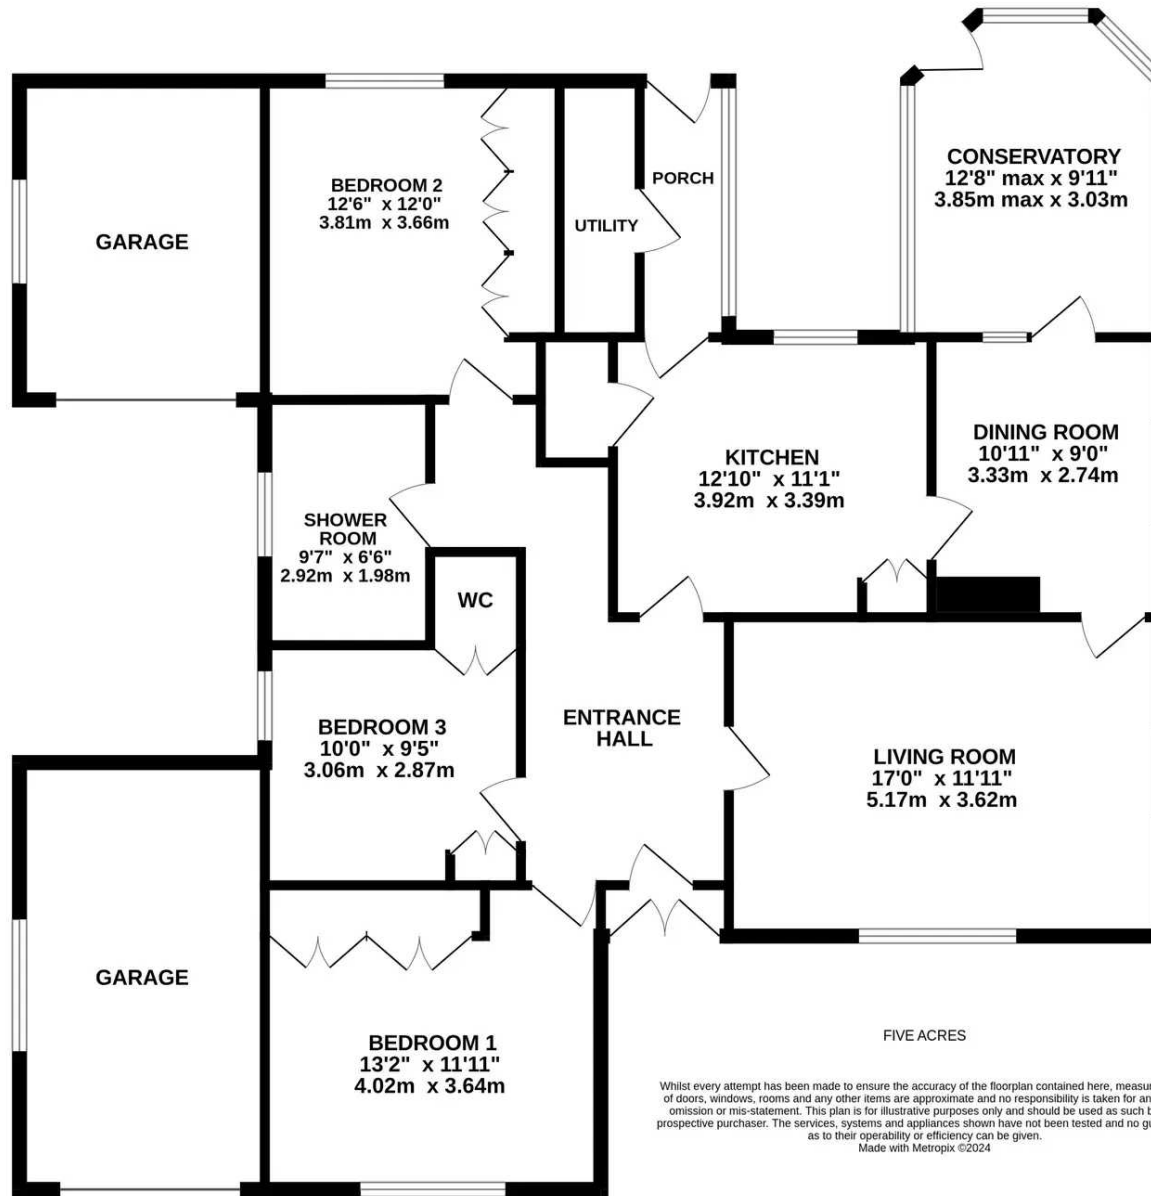 CONSERVATORY
12'8" max x 9'11"
3.85m max x 3.03m
PORCH
BEDROOM 2
12'6" x 12'0"
3.81m x 3.66m
UTILITY
GARAGE
DINING ROOM
10'11" x 9'0"
3.33m x 2.74m
KITCHEN
12'10" x 11'1"
3.92m x 3.39m
SHOWER
ROOM
9'7" x 6'6"
2.92m x 1.98m
WC
ENTRANCE
HALL
BEDROOM 3
10'0" x 9'5"
3.06m x 2.87m
LIVING ROOM
17'0" x 11'11"
5.17m x 3.62m
GARAGE
BEDROOM 1
13'2" x 11'11"
4.02m x 3.64m
FIVE ACRES
Whilst every attempt has been made to ensure the accuracy of the floorplan contained here,
of doors, windows, rooms and any other items are approximate and no responsibility is taken for
omission or mis-statement. This plan is for illustrative purposes only and should be used as such
prospective purchaser. The services, systems and appliances shown have not been tested and no
as to their operability or efficiency can be given.
Made with Metropix ©2024